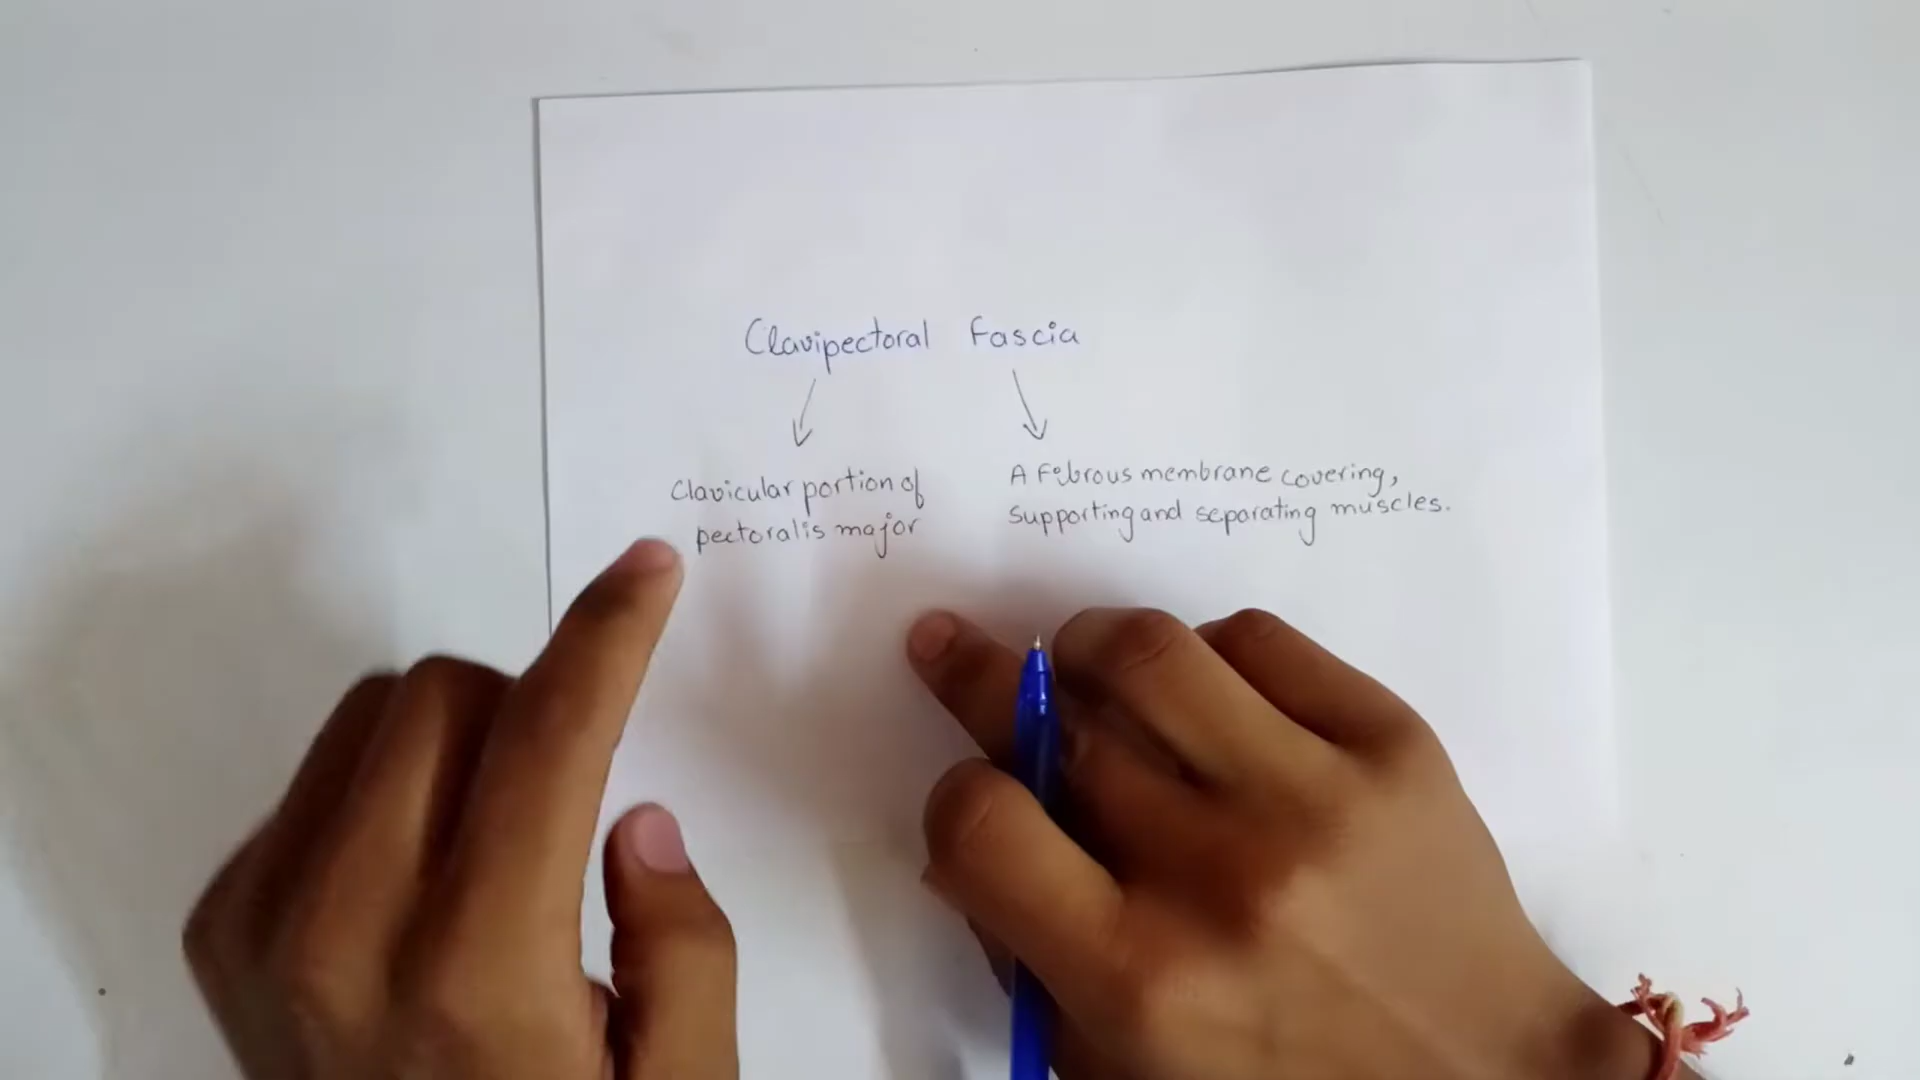 Clavipectoral Fascia
Clavicular portion of
pectoralis major
A Fibrous membrane covering,
supporting and separating muscles.